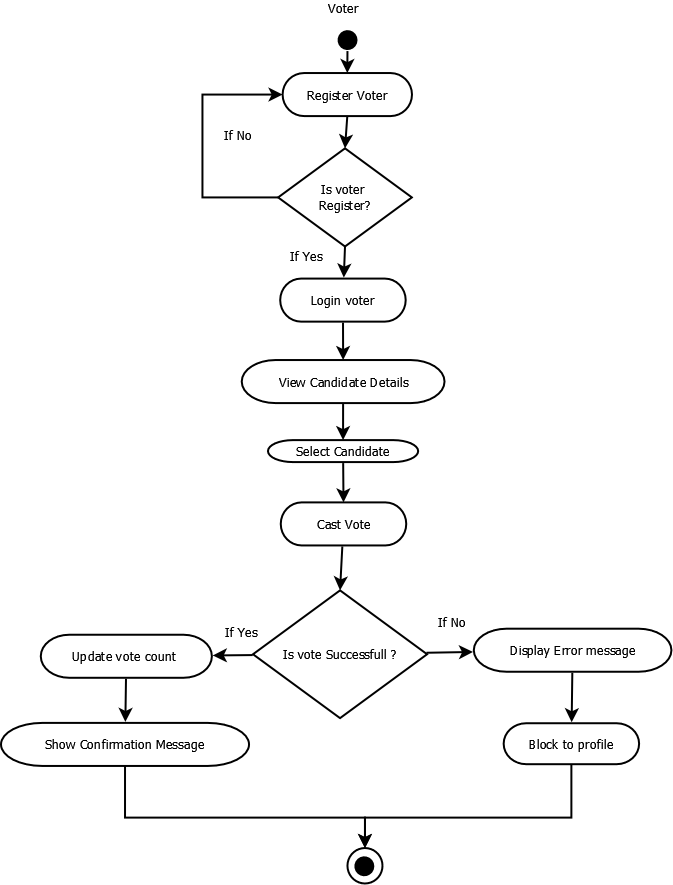 Voter
Register Voter
If No
Is voter
Register?
If Yes
Login voter
View Candidate Details
Select Candidate
Cast Vote
If Yes
If No
Update vote count
Is vote Successfull ?
Display Error message
Show Confirmation Message
Block to profile